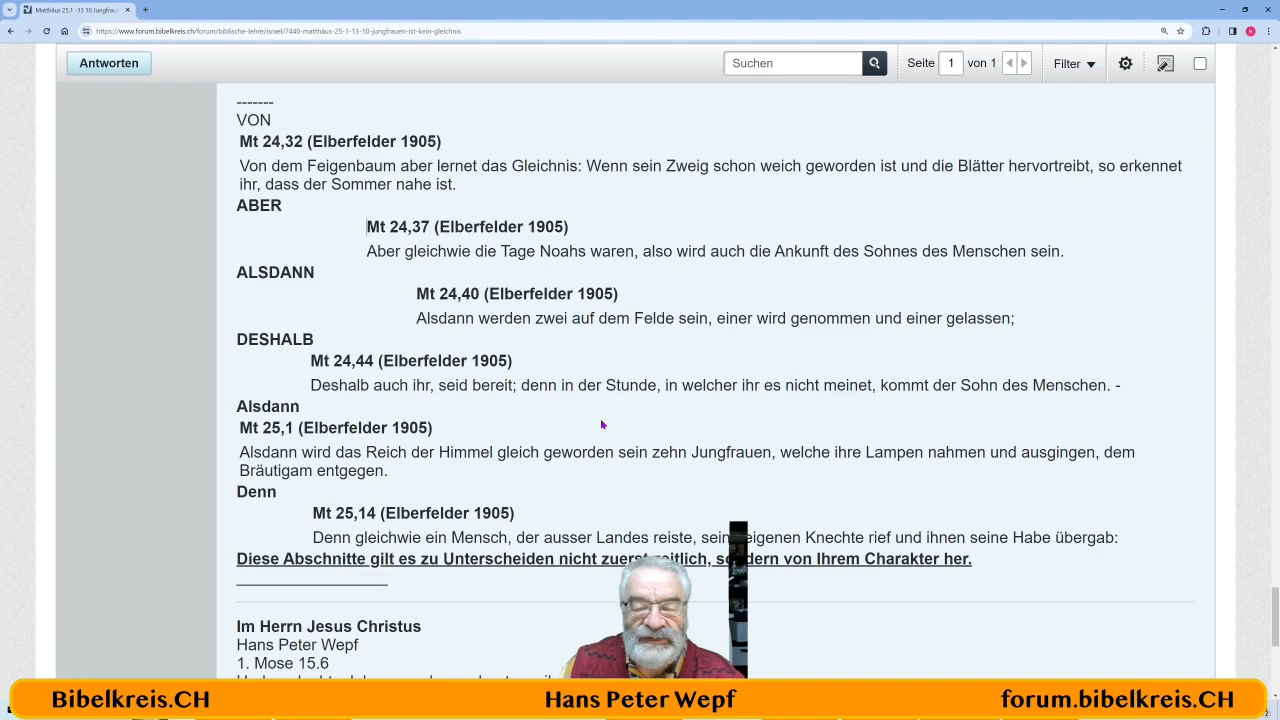 Matthäus 25,1 -13 10 Jungfrau
https://www.forum.bibelkreis.ch/forum/biblische-lehre/israel/7440-matthäus-25-1-13-10-jungfrauen-ist-kein-gleichnis
Antworten
Suchen
Seite 1 von 1
Filter
-------
VON
Mt 24,32 (Elberfelder 1905)
Von dem Feigenbaum aber lernet das Gleichnis: Wenn sein Zweig schon weich geworden ist und die Blätter hervortreibt, so erkennet
ihr, dass der Sommer nahe ist.
ABER
Mt 24,37 (Elberfelder 1905)
Aber gleichwie die Tage Noahs waren, also wird auch die Ankunft des Sohnes des Menschen sein.
ALSDANN
Mt 24,40 (Elberfelder 1905)
Alsdann werden zwei auf dem Felde sein, einer wird genommen und einer gelassen;
DESHALB
Mt 24,44 (Elberfelder 1905)
Deshalb auch ihr, seid bereit; denn in der Stunde, in welcher ihr es nicht meinet, kommt der Sohn des Menschen. -
Alsdann
Mt 25,1 (Elberfelder 1905)
Alsdann wird das Reich der Himmel gleich geworden sein zehn Jungfrauen, welche ihre Lampen nahmen und ausgingen, dem
Bräutigam entgegen.
Denn
Mt 25,14 (Elberfelder 1905)
Denn gleichwie ein Mensch, der ausser Landes reiste, seine eigenen Knechte rief und ihnen seine Habe übergab:
Diese Abschnitte gilt es zu Unterscheiden nicht zuerst zeitlich, sondern von Ihrem Charakter her.
Im Herrn Jesus Christus
Hans Peter Wepf
1. Mose 15.6
Bibelkreis.CH
Hans Peter Wepf
forum.bibelkreis.CH